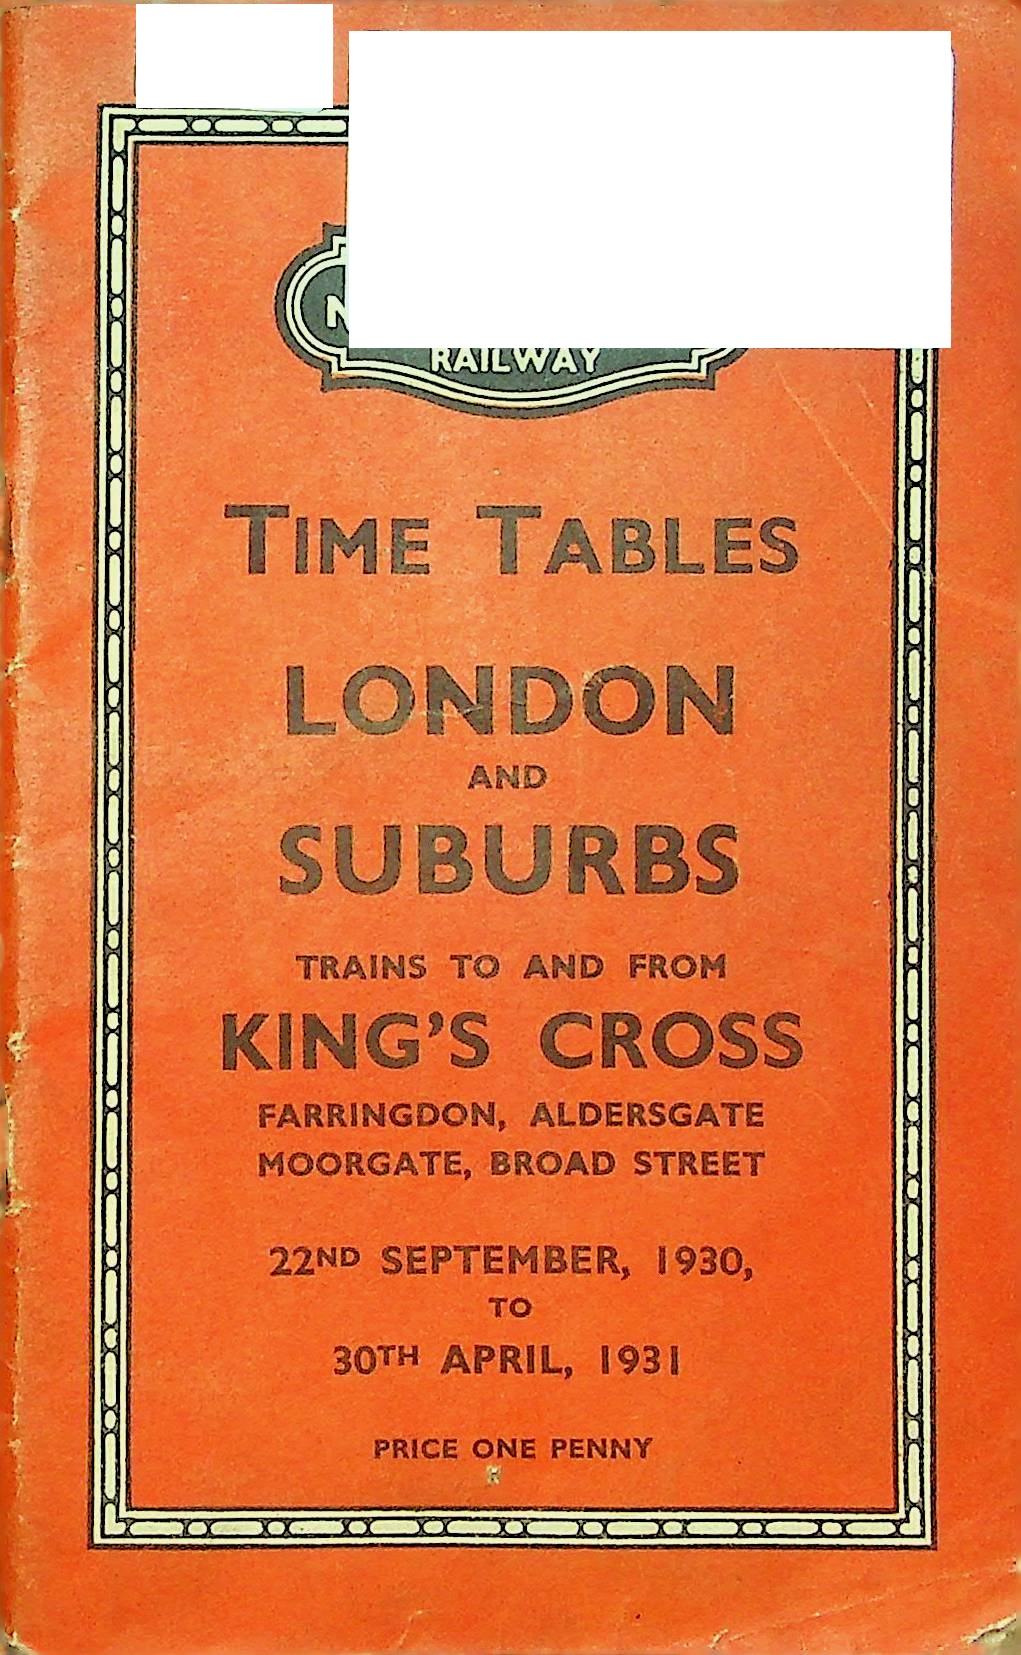 N
RAILWAY
TIME TABLES
LONDON
AND
SUBURBS
TRAINS TO AND FROM
KING'S CROSS
FARRINGDON, ALDERSGATE
MOORGATE, BROAD STREET
22ND SEPTEMBER, 1930,
TO
30TH APRIL, 1931
PRICE ONE PENNY